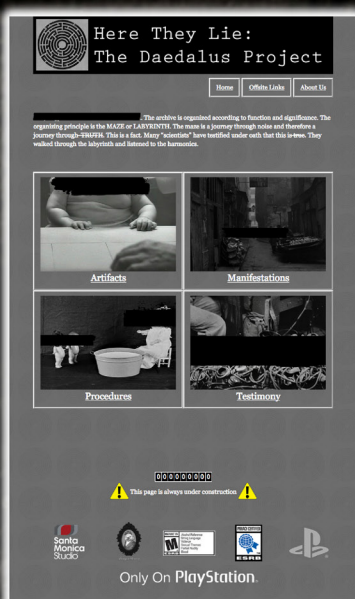 Here They Lie:
The Daedalus Project
Home Offsite Links About Us
. The archive is organized according to function and significance. The
organizing principle is the MAZE or LABYRINTH. The maze is a journey through noise and therefore a
journey through TRUTH. This is a fact. Many "scientists" have testified under oath that this is true. They
walked through the labyrinth and listened to the harmonics.
Artifacts Manifestations
Procedures Testimony
000000000
This page is always under construction
Santa
Monica
Studio
M
ESRB
PRIVACY CERTIFIED
ESRB
Only On PlayStation.